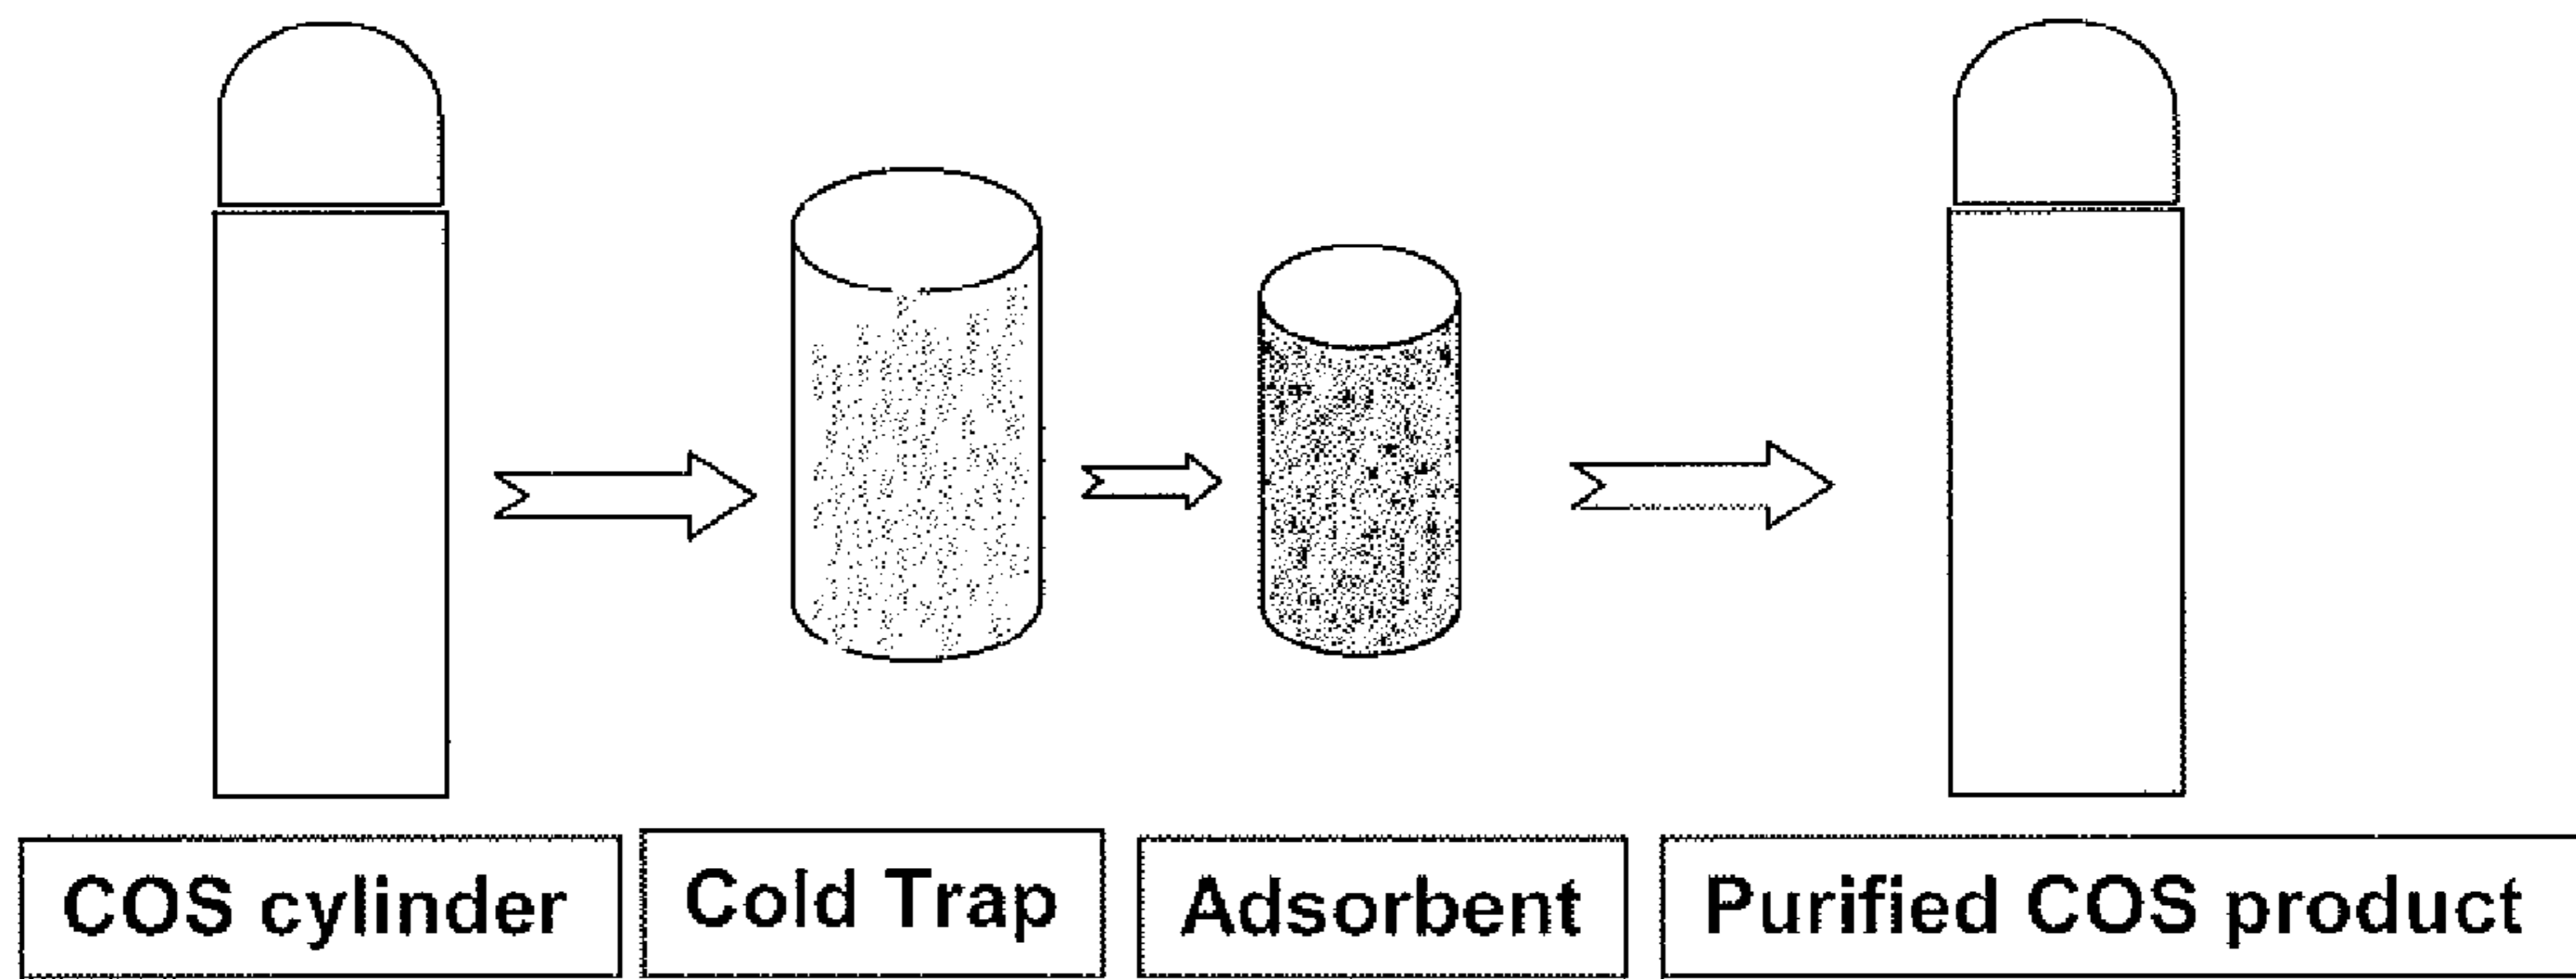 COS cylinder
Cold Trap
Adsorbent
Purified COS product